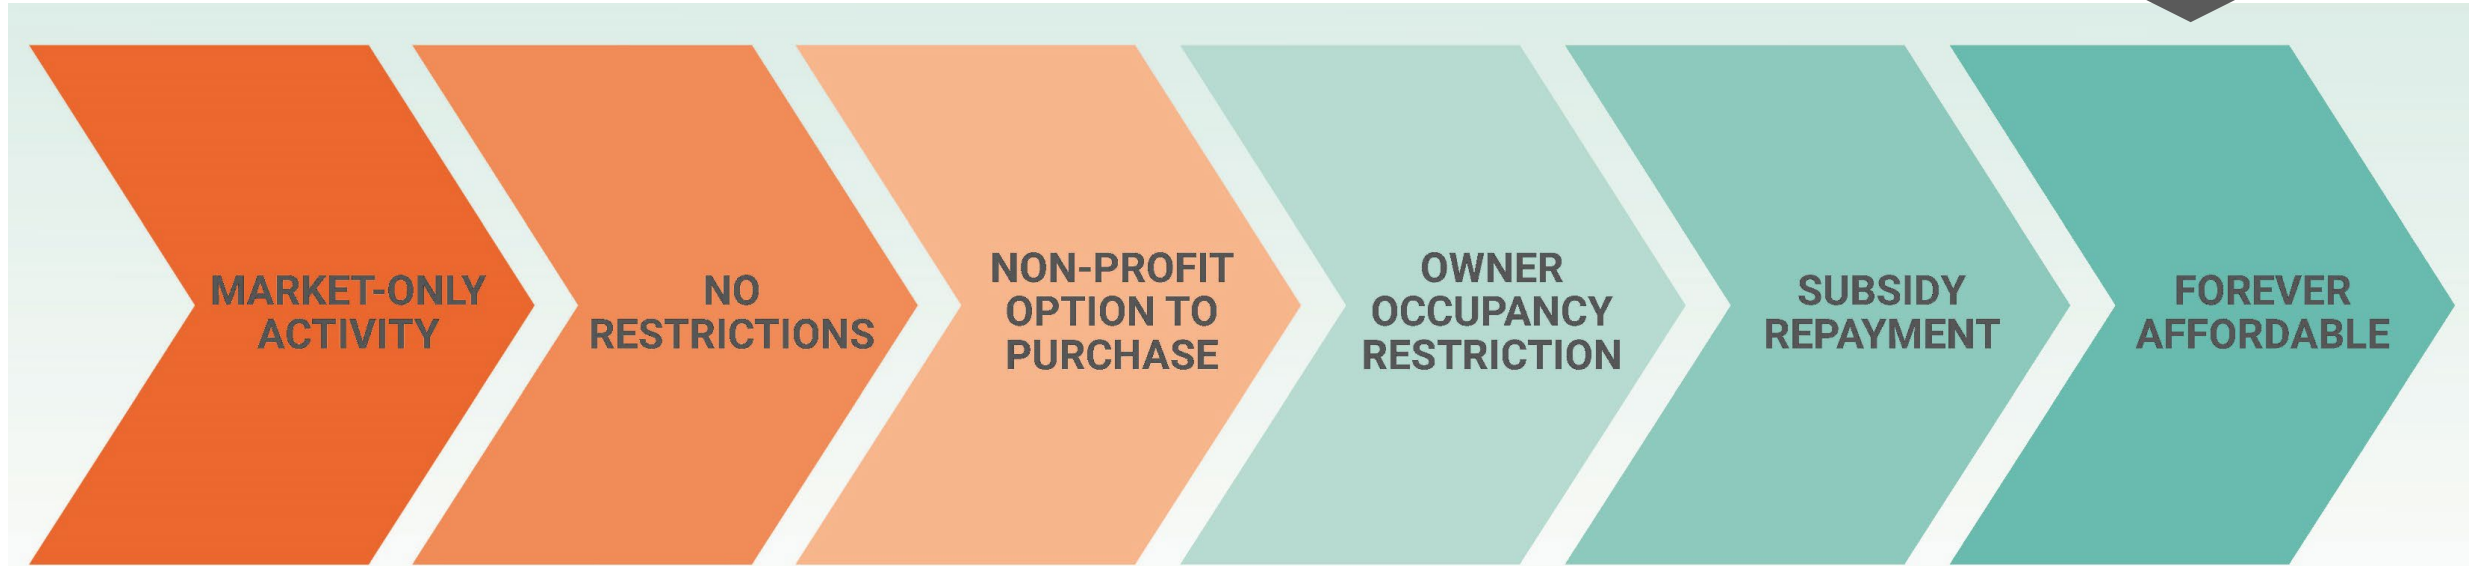 MARKET-ONLY
ACTIVITY
NO
RESTRICTIONS
NON-PROFIT
OPTION TO
PURCHASE
OWNER
OCCUPANCY
RESTRICTION
SUBSIDY
REPAYMENT
FOREVER
AFFORDABLE